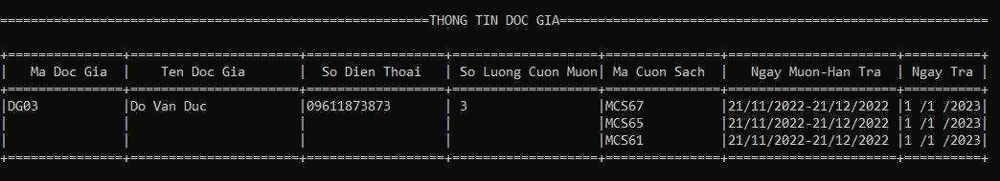 THONG TIN DOC GIA
Ma Doc Gia | Ten Doc Gia | So Dien Thoai | So Luong Cuon Muon| Ma Cuon Sach | Ngay Muon-Han Tra | Ngay Tra |
|DG03 |Do Van Duc |09611873873 | 3 |MCS67 |21/11/2022-21/12/2022 |1 /1 /2023|
| | | | |MCS65 |21/11/2022-21/12/2022 |1 /1 /2023|
| | | | |MCS61 |21/11/2022-21/12/2022 |1 /1 /2023|